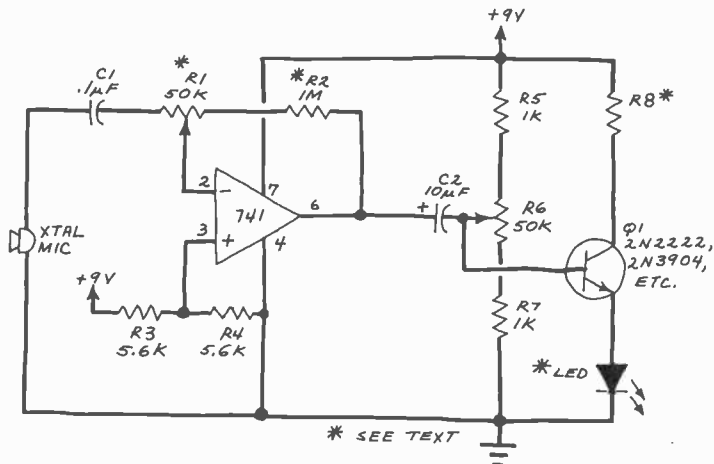 +9V
C1
.1µF
*R1
50K
*R2
1M
R5
1K
R8*
2
-
7
6
741
3
+
4
C2
+
10µF
R6
50K
Q1
2N2222,
2N3904,
ETC.
XTAL
MIC
+9V
R3
5.6K
R4
5.6K
R7
1K
*LED
* SEE TEXT